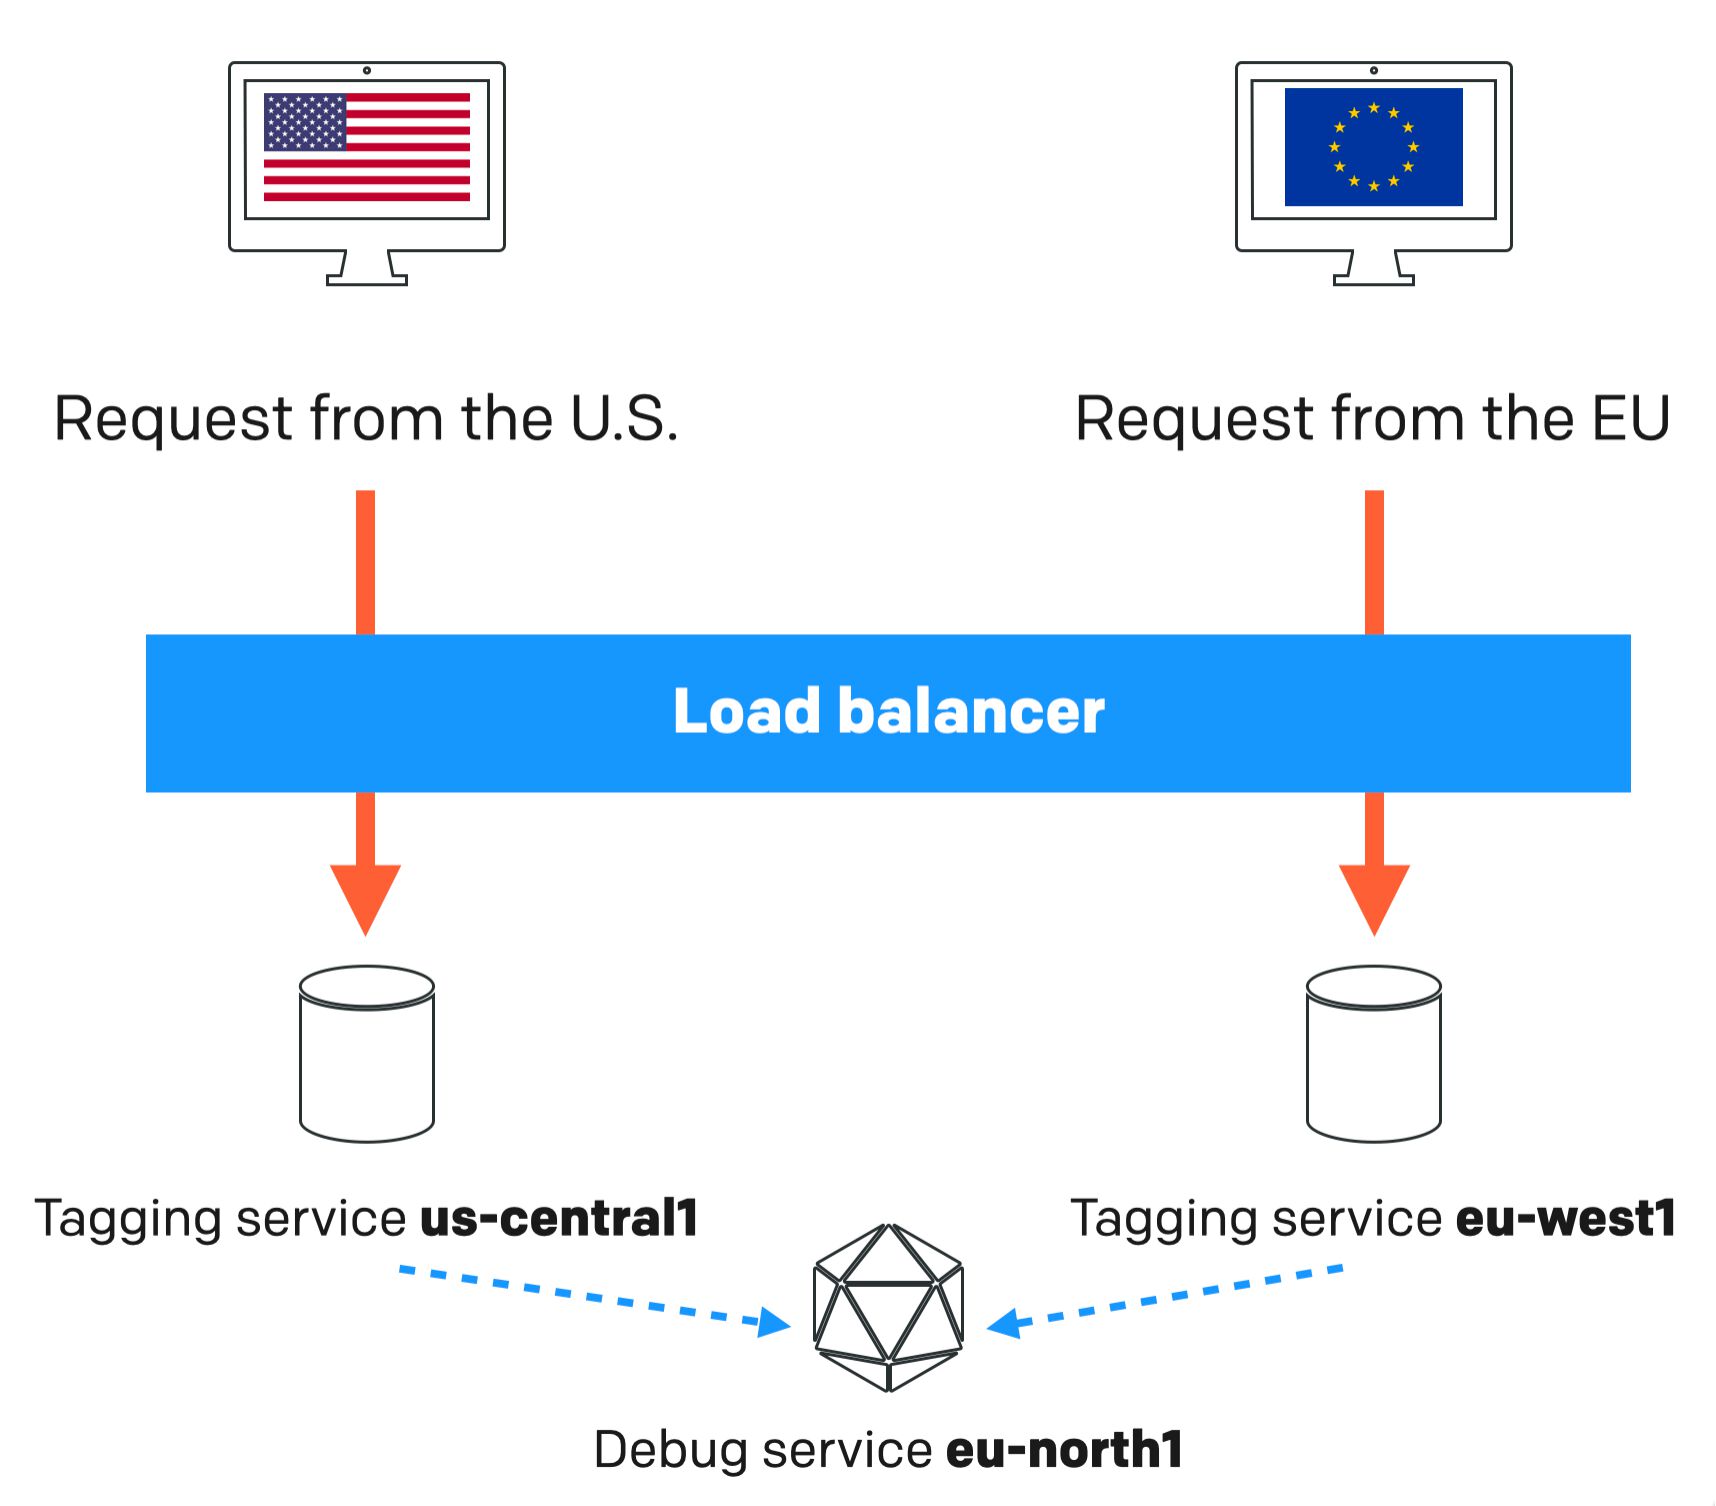 Request from the U.S.
Request from the EU
Load balancer
Tagging service us-central1
Tagging service eu-west1
Debug service eu-north1